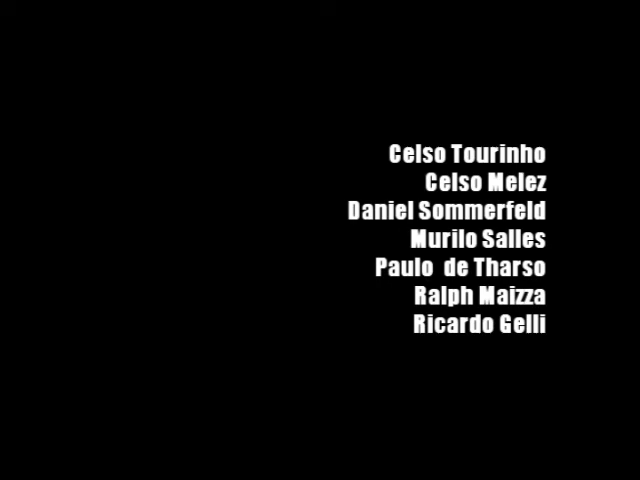 Celso Tourinho
Celso Melez
Daniel Sommerfeld
Murilo Salles
Paulo  de Tharso
Ralph Maizza
Ricardo Gelli